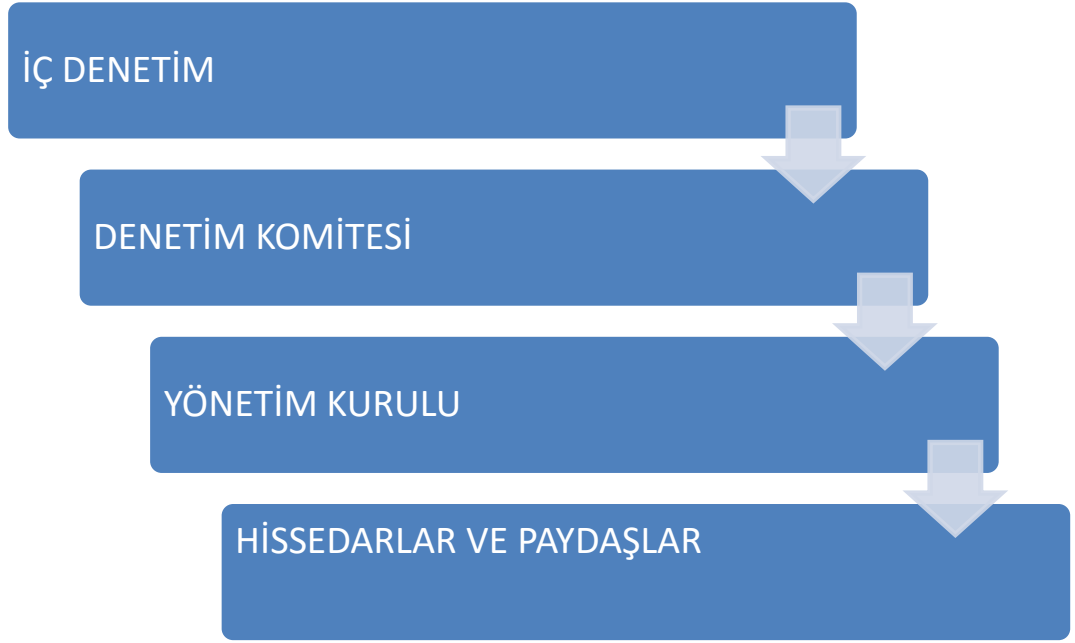 İÇ DENETİM
DENETİM KOMİTESİ
YÖNETİM KURULU
HİSSEDARLAR VE PAYDAŞLAR